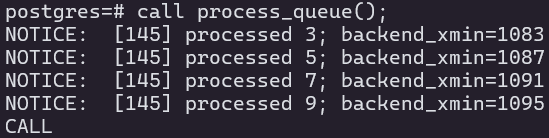 postgres=# call process_queue();
NOTICE:  [145] processed 3; backend_xmin=1083
NOTICE:  [145] processed 5; backend_xmin=1087
NOTICE:  [145] processed 7; backend_xmin=1091
NOTICE:  [145] processed 9; backend_xmin=1095
CALL